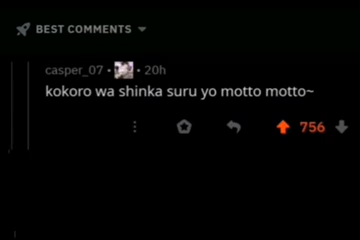 BEST COMMENTS
casper_07 • • 20h
kokoro wa shinka suru yo motto motto~
756